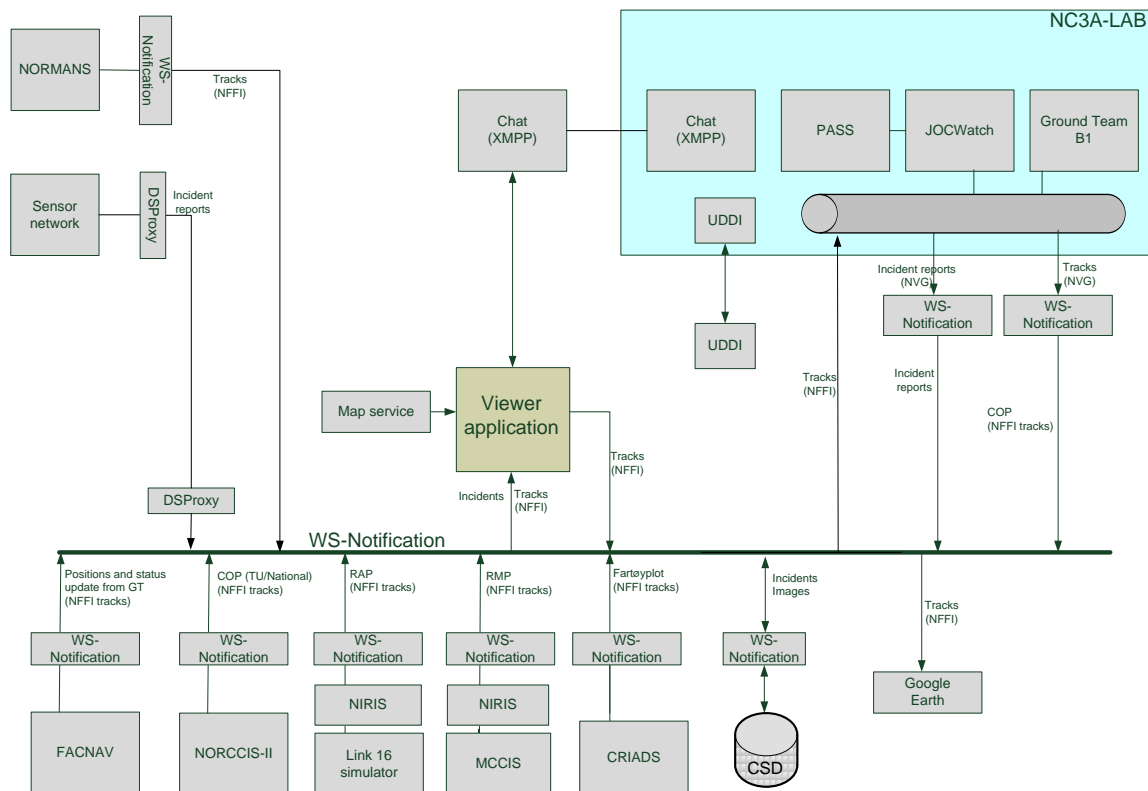 NC3A-LAB
NORMANS
WS-
Notification
Tracks
(NFFI)
Chat
(XMPP)
Chat
(XMPP)
PASS
JOCWatch
Ground Team
B1
Sensor
network
DSProxy
Incident
reports
UDDI
UDDI
Incident reports
(NVG)
Tracks
(NVG)
WS-
Notification
WS-
Notification
Map service
Viewer
application
Tracks
(NFFI)
Incident
reports
COP
(NFFI tracks)
Tracks
(NFFI)
DSProxy
Incidents
Tracks
(NFFI)
WS-Notification
Positions and status
update from GT
(NFFI tracks)
COP (TU/National)
(NFFI tracks)
RAP
(NFFI tracks)
RMP
(NFFI tracks)
Fartøyplot
(NFFI tracks)
Incidents
Images
Tracks
(NFFI)
WS-
Notification
WS-
Notification
WS-
Notification
WS-
Notification
WS-
Notification
WS-
Notification
Google
Earth
NIRIS
NIRIS
FACNAV
NORCCIS-II
Link 16
simulator
MCCIS
CRIADS
CSD